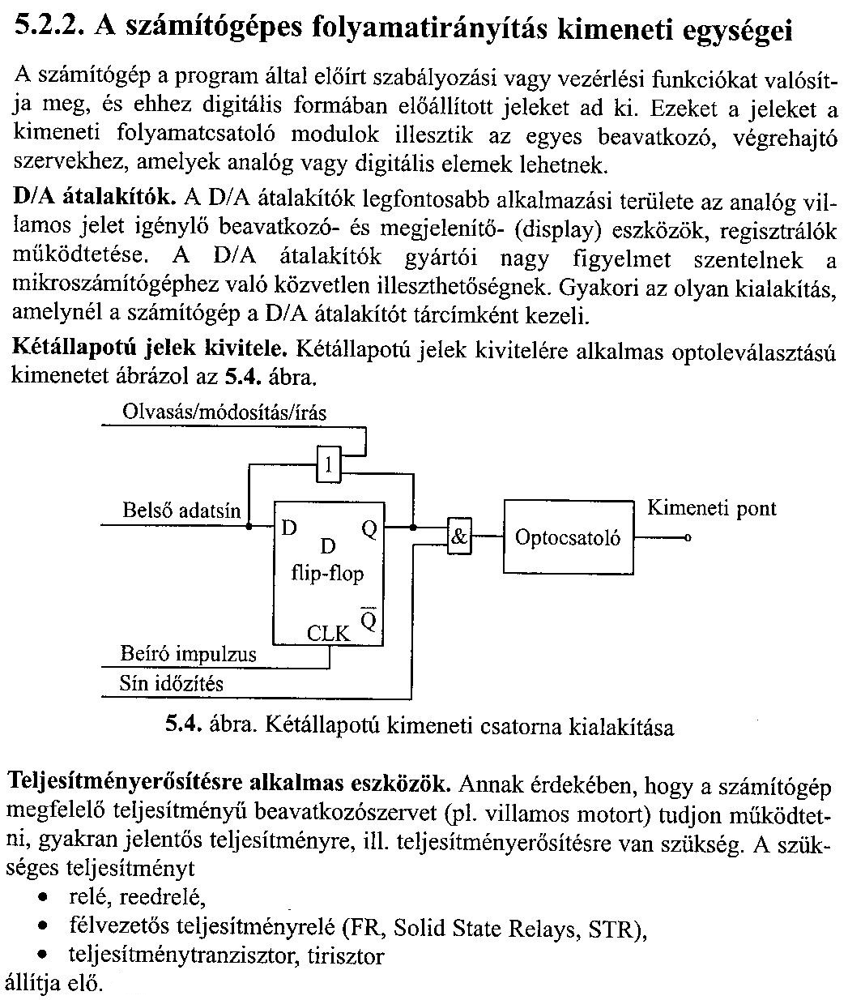 5.2.2. A számítógépes folyamatirányítás kimeneti egységei
A számítógép a program által előírt szabályozási vagy vezérlési funkciókat valósít-
ja meg, és ehhez digitális formában előállított jeleket ad ki. Ezeket a jeleket a
kimeneti folyamatcsatoló modulok illesztik az egyes beavatkozó, végrehajtó
szervekhez, amelyek analóg vagy digitális elemek lehetnek.
D/A átalakítók. A D/A átalakítók legfontosabb alkalmazási területe az analóg vil-
lamos jelet igénylő beavatkozó- és megjelenítő- (display) eszközök, regisztrálók
működtetése. A D/A átalakítók gyártói nagy figyelmet szentelnek a
mikroszámítógéphez való közvetlen illeszthetőségnek. Gyakori az olyan kialakítás,
amelynél a számítógép a D/A átalakítót tárcímként kezeli.
Kétállapotú jelek kivitele. Kétállapotú jelek kivitelére alkalmas optoleválasztású
kimenetet ábrázol az 5.4. ábra.
Olvasás/módosítás/írás
1
Belső adatsín
Kimeneti pont
D Q
&
Optocsatoló
D
flip-flop
Q̅
CLK
Beíró impulzus
Sín időzítés
5.4. ábra. Kétállapotú kimeneti csatorna kialakítása
Teljesítményerősítésre alkalmas eszközök. Annak érdekében, hogy a számítógép
megfelelő teljesítményű beavatkozószervet (pl. villamos motort) tudjon működtet-
ni, gyakran jelentős teljesítményre, ill. teljesítményerősítésre van szükség. A szük-
séges teljesítményt
• relé, reedrelé,
• félvezetős teljesítményrelé (FR, Solid State Relays, STR),
• teljesítménytranzisztor, tirisztor
állítja elő.